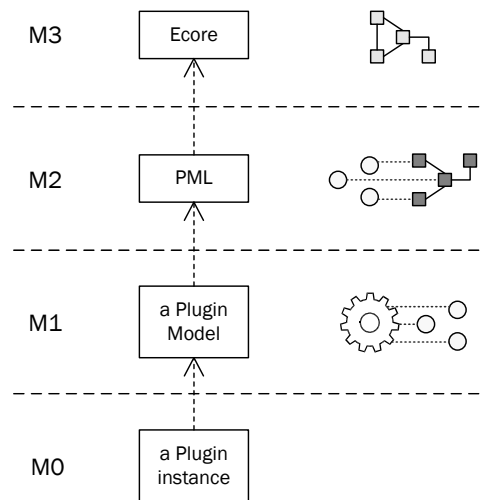 M3
Ecore
M2
PML
M1
a Plugin
Model
M0
a Plugin
instance